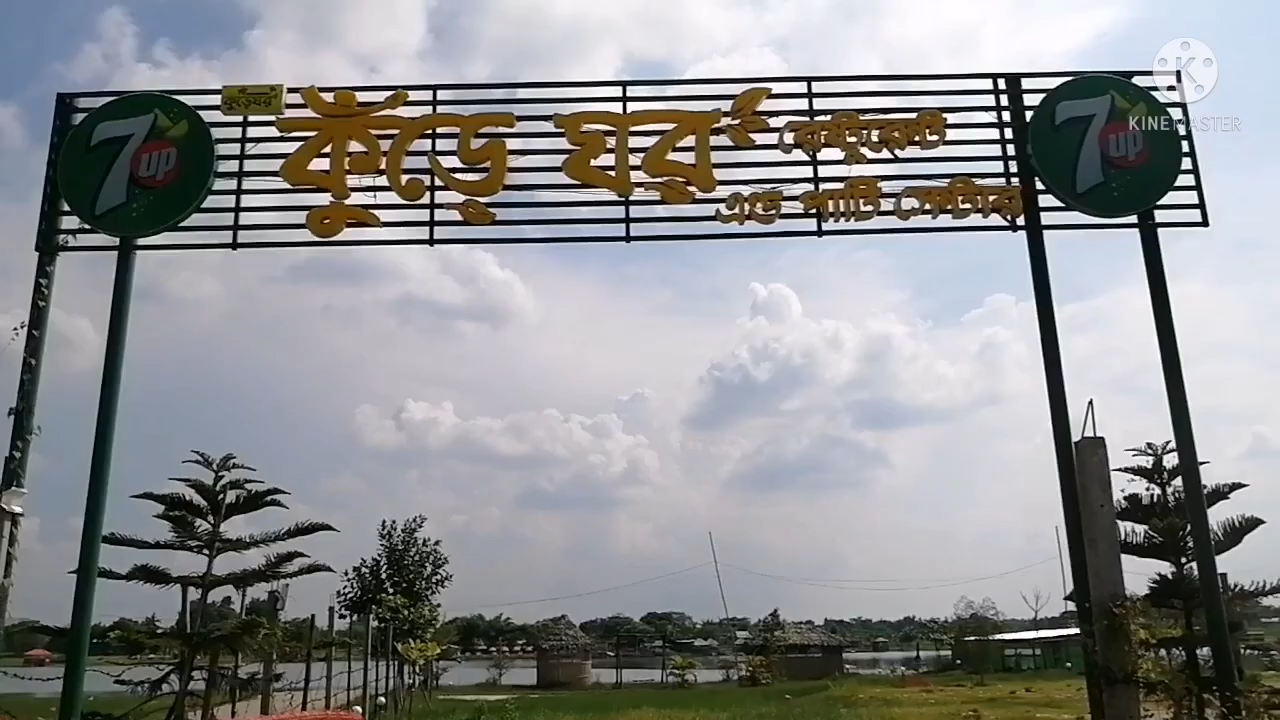 7up
কুঁড়েঘর
কুঁড়ে ঘর রেস্টুরেন্ট
এন্ড পার্টি সেন্টার
7up
KINEMASTER